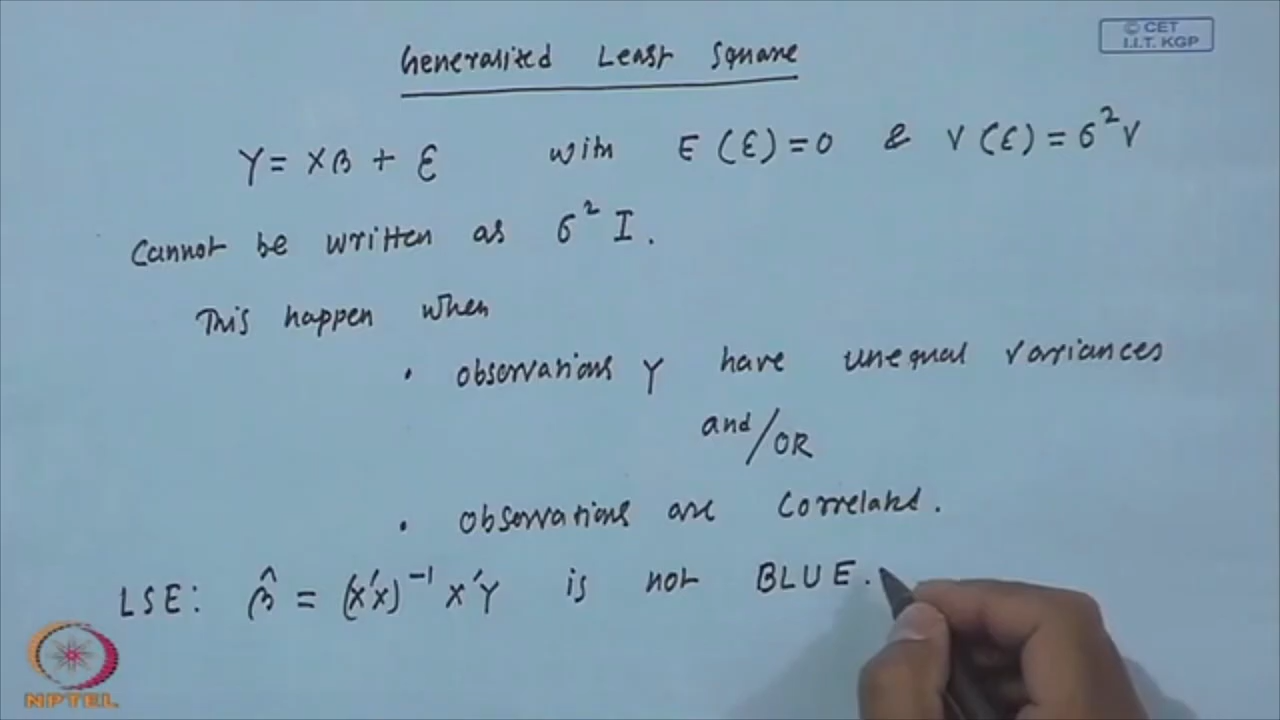 © CET
I.I.T. KGP
Generalized Least Square
Y = Xβ + ε with E(ε) = 0 & V(ε) = σ²V
Cannot be written as σ² I.
This happen when
• observations Y have unequal variances
and/OR
• observations are correlated.
LSE: β̂ = (X'X)⁻¹ X'Y is not BLUE.
NPTEL